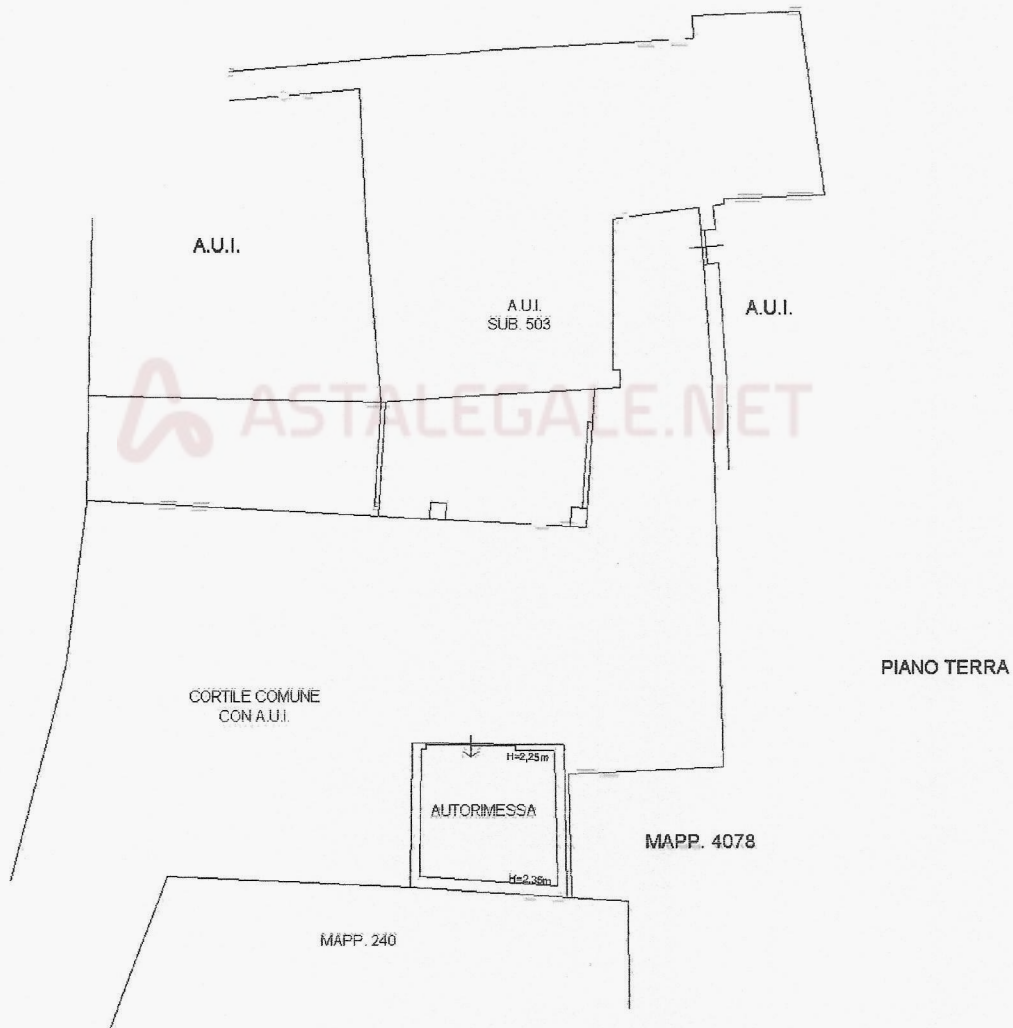 A.U.I.
A.U.I.
SUB. 503
A.U.I.
ASTALEGALE.NET
PIANO TERRA
CORTILE COMUNE
CON A.U.I.
H=2,25m
AUTORIMESSA
MAPP. 4078
H=2,35m
MAPP. 240